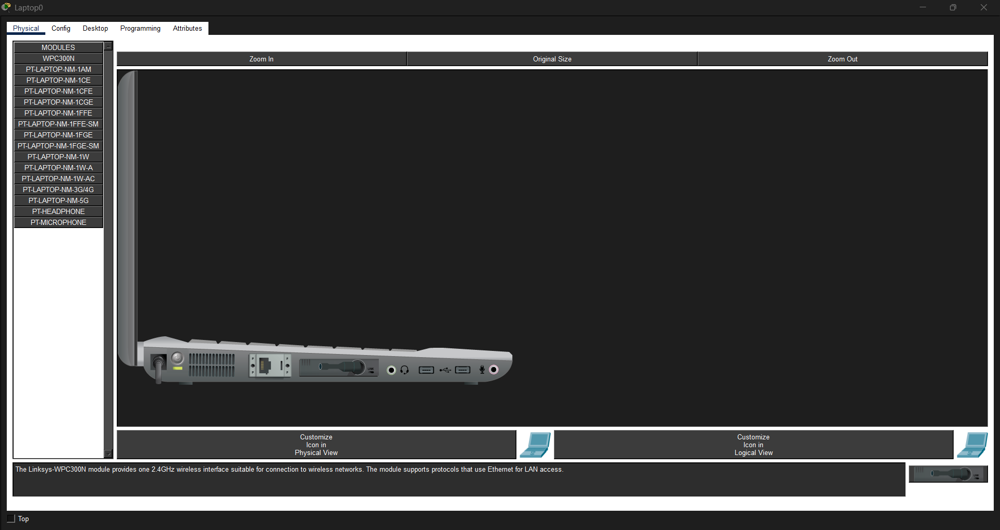 Laptop0
Physical Config Desktop Programming Attributes
MODULES
WPC300N
PT-LAPTOP-NM-1AM
PT-LAPTOP-NM-1CE
PT-LAPTOP-NM-1CFE
PT-LAPTOP-NM-1CGE
PT-LAPTOP-NM-1FFE
PT-LAPTOP-NM-1FFE-SM
PT-LAPTOP-NM-1FGE
PT-LAPTOP-NM-1FGE-SM
PT-LAPTOP-NM-1W
PT-LAPTOP-NM-1W-A
PT-LAPTOP-NM-1W-AC
PT-LAPTOP-NM-3G/4G
PT-LAPTOP-NM-5G
PT-HEADPHONE
PT-MICROPHONE
Zoom In Original Size Zoom Out
LINK
Customize
Icon in
Physical View
Customize
Icon in
Logical View
The Linksys-WPC300N module provides one 2.4GHz wireless interface suitable for connection to wireless networks. The module supports protocols that use Ethernet for LAN access.
LINK
Top